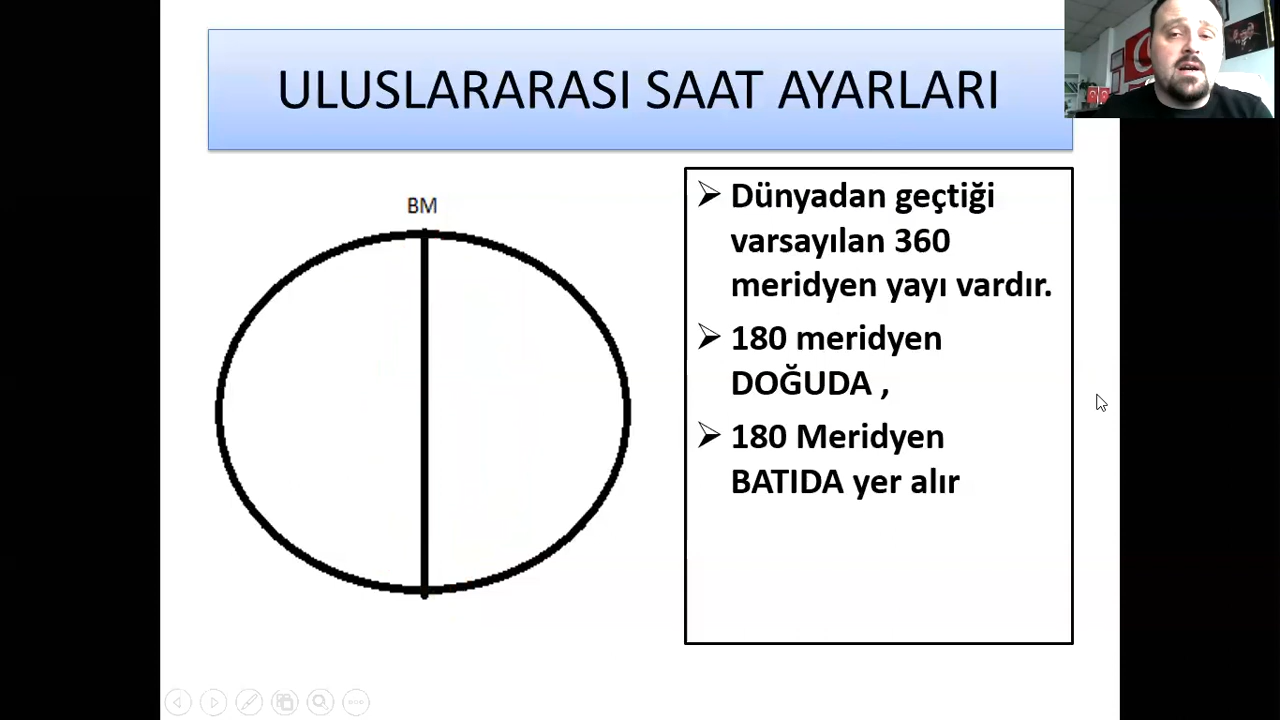 ULUSLARARASI SAAT AYARLARI
BM
Dünyadan geçtiği
varsayılan 360
meridyen yayı vardır.
180 meridyen
DOĞUDA ,
180 Meridyen
BATIDA yer alır